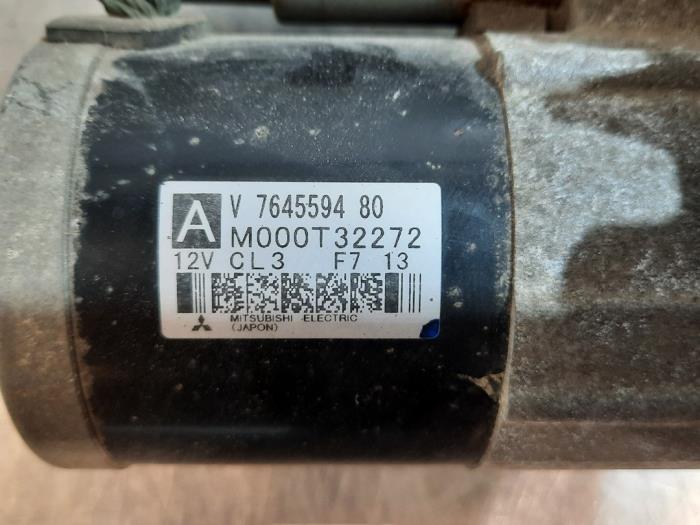 A
V 7645594 80
M000T32272
12V CL3 F7 13
MITSUBISHI ELECTRIC
(JAPON)